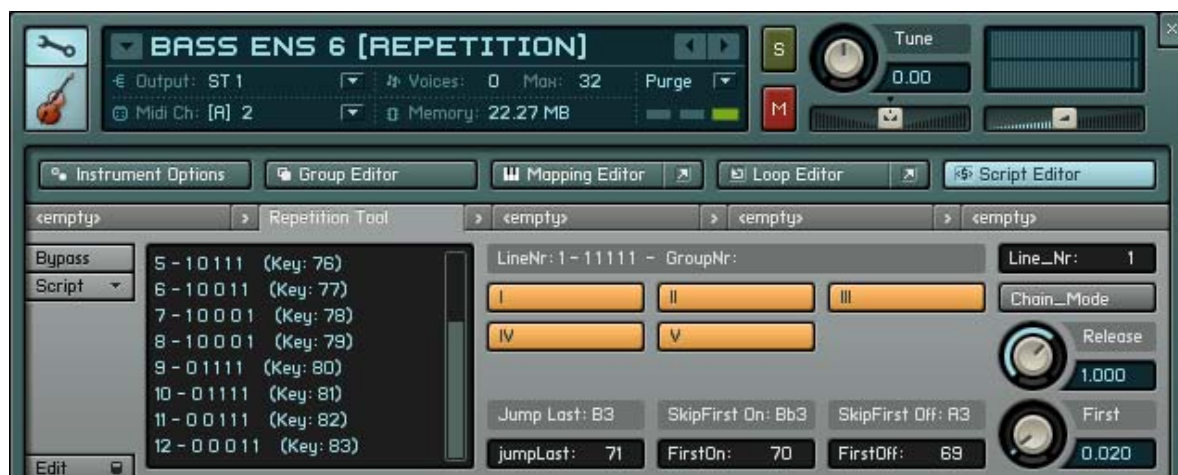 BASS ENS 6 [REPETITION]
S
Tune
0.00
Output: ST 1
Voices: 0 Max: 32
Purge
Midi Ch: [A] 2
Memory: 22.27 MB
M
Instrument Options
Group Editor
Mapping Editor
Loop Editor
Script Editor
<empty>
Repetition Tool
<empty>
<empty>
<empty>
Bypass
Script
Edit
5 - 1 0 1 1 1 (Key: 76)
6 - 1 0 0 1 1 (Key: 77)
7 - 1 0 0 0 1 (Key: 78)
8 - 1 0 0 0 1 (Key: 79)
9 - 0 1 1 1 1 (Key: 80)
10 - 0 1 1 1 1 (Key: 81)
11 - 0 0 1 1 1 (Key: 82)
12 - 0 0 0 1 1 (Key: 83)
LineNr: 1 - 11111 - GroupNr:
I
II
III
IV
V
Jump Last: B3
SkipFirst On: Bb3
SkipFirst Off: A3
jumpLast: 71
FirstOn: 70
FirstOff: 69
Line_Nr: 1
Chain_Mode
Release
1.000
First
0.020